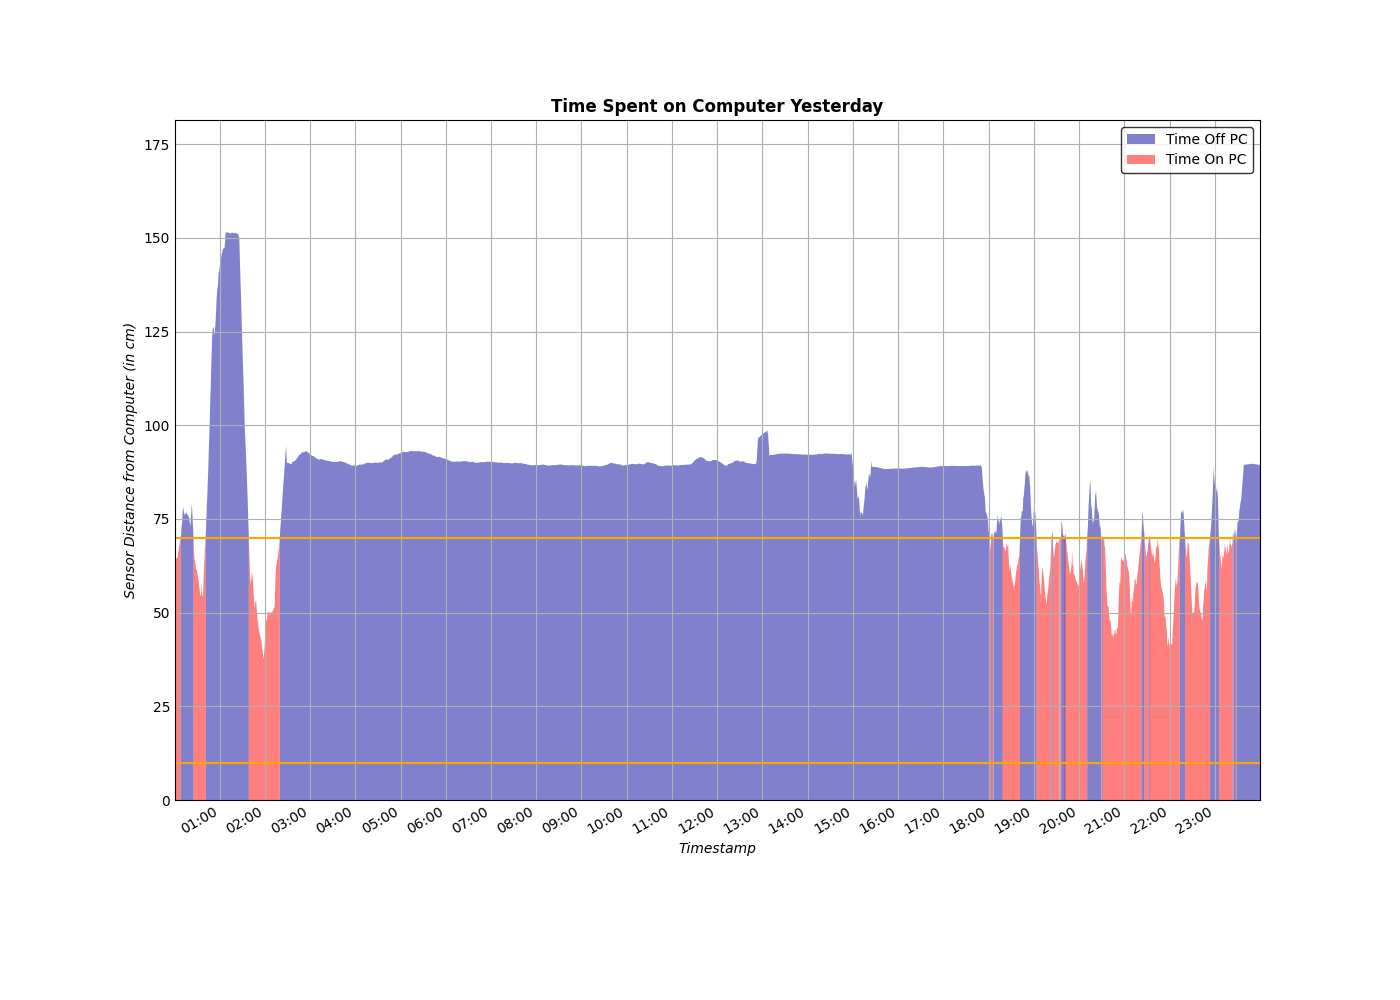 Time Spent on Computer Yesterday
Time Off PC
Time On PC
Sensor Distance from Computer (in cm)
175
150
125
100
75
50
25
0
01:00 02:00 03:00 04:00 05:00 06:00 07:00 08:00 09:00 10:00 11:00 12:00 13:00 14:00 15:00 16:00 17:00 18:00 19:00 20:00 21:00 22:00 23:00
Timestamp